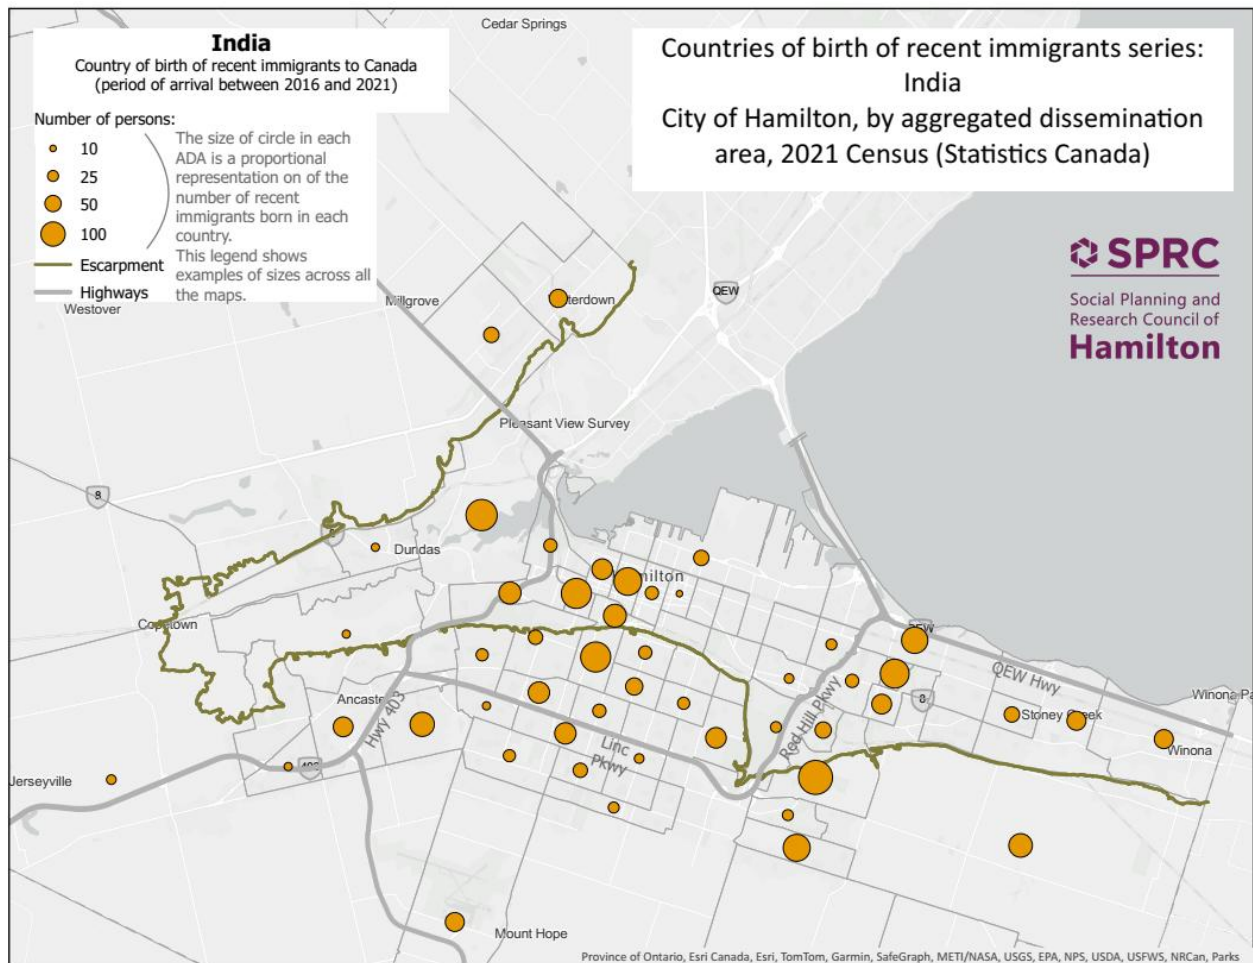 India
Country of birth of recent immigrants to Canada
(period of arrival between 2016 and 2021)
Number of persons:
10
25
50
100
The size of circle in each
ADA is a proportional
representation on of the
number of recent
immigrants born in each
country.
This legend shows
examples of sizes across all
the maps.
Escarpment
Highways
Countries of birth of recent immigrants series:
India
City of Hamilton, by aggregated dissemination
area, 2021 Census (Statistics Canada)
SPRC
Social Planning and
Research Council of
Hamilton
Cedar Springs
Westover
Millgrove
terdown
QEW
Pleasant View Survey
8
Dundas
milton
Copetown
Ancaste
Hwy 403
Linc
Pkwy
Red Hill Pkwy
QEW Hwy
8
Stoney Creek
Winona Pa
Winona
Jerseyville
Mount Hope
Province of Ontario, Esri Canada, Esri, TomTom, Garmin, SafeGraph, METI/NASA, USGS, EPA, NPS, USDA, USFWS, NRCan, Parks